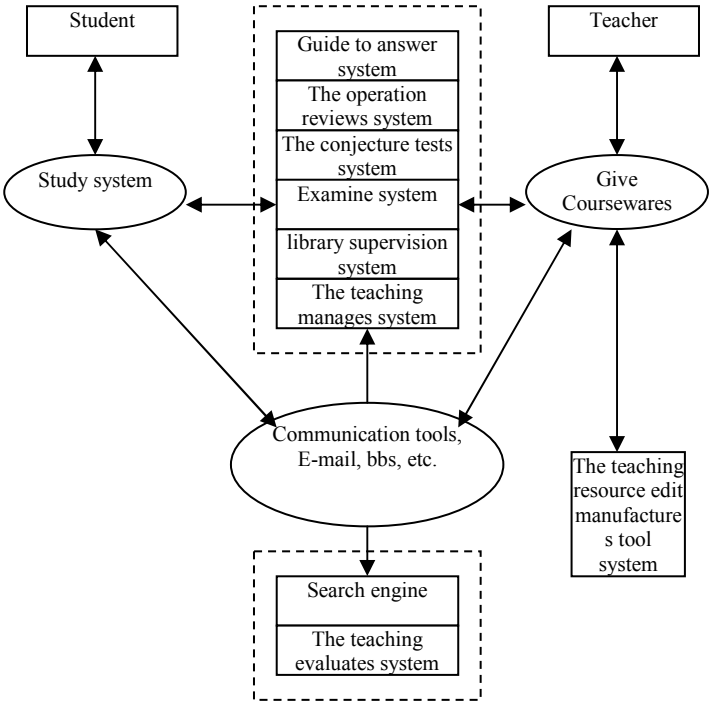 Student
Teacher
Guide to answer
system
The operation
reviews system
The conjecture tests
system
Examine system
library supervision
system
The teaching
manages system
Study system
Give
Coursewares
Communication tools,
E-mail, bbs, etc.
The teaching
resource edit
manufacture
s tool
system
Search engine
The teaching
evaluates system